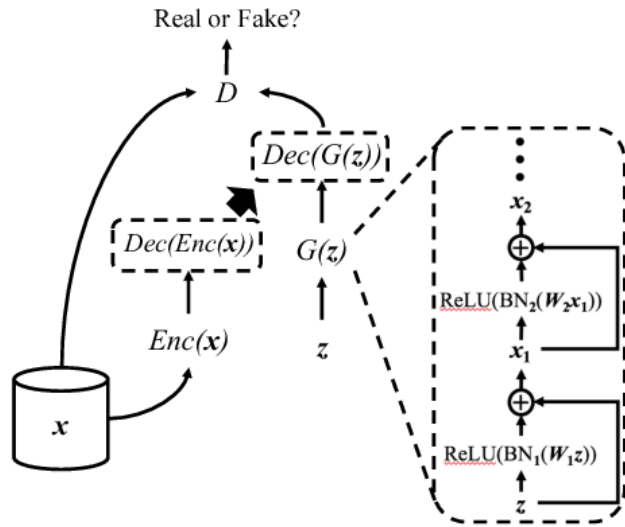 Real or Fake?
D
Dec(G(z))
Dec(Enc(x))
G(z)
Enc(x)
z
x
x₂
ReLU(BN₂(W₂x₁))
x₁
ReLU(BN₁(W₁z))
z